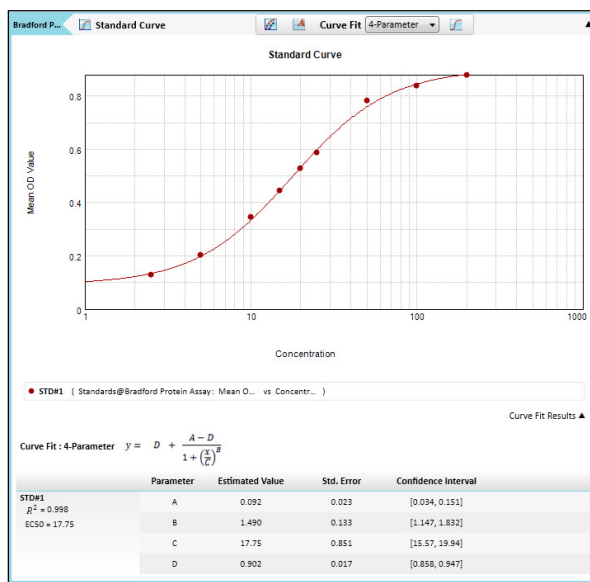 Bradford P... Standard Curve Curve Fit 4-Parameter
Standard Curve
Mean OD Value
0.8
0.6
0.4
0.2
0
1 10 100 1000
Concentration
STD#1 ( Standards@Bradford Protein Assay: Mean O... vs Concentr... )
Curve Fit Results ▲
Curve Fit : 4-Parameter y = D + \frac{A - D}{1 + (\frac{x}{C})^B}
Parameter Estimated Value Std. Error Confidence Interval
STD#1
R² = 0.998
EC50 = 17.75
A 0.092 0.023 [0.034, 0.151]
B 1.490 0.133 [1.147, 1.832]
C 17.75 0.851 [15.57, 19.94]
D 0.902 0.017 [0.858, 0.947]